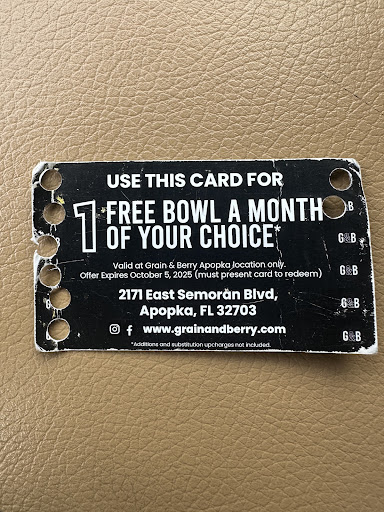 USE THIS CARD FOR
1 FREE BOWL A MONTH
OF YOUR CHOICE*
Valid at Grain & Berry Apopka location only.
Offer Expires October 5, 2025 (must present card to redeem)
2171 East Semoran Blvd,
Apopka, FL 32703
www.grainandberry.com
*Additions and substitution upcharges not included.
G&B
G&B
G&B
G&B